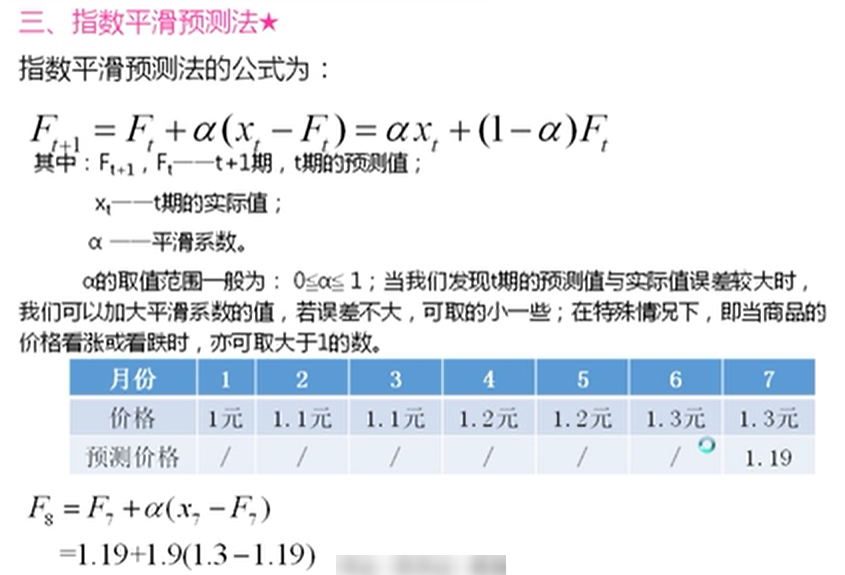 三、指数平滑预测法★
指数平滑预测法的公式为：
F_{t+1} = F_t + α(x_t − F_t) = αx_t + (1−α)F_t
其中：F_{t+1}，F_t——t+1期，t期的预测值；
x_t——t期的实际值；
α ——平滑系数。
α的取值范围一般为： 0≤α≤ 1；当我们发现t期的预测值与实际值误差较大时，
我们可以加大平滑系数的值，若误差不大，可取的小一些；在特殊情况下，即当商品的
价格看涨或看跌时，亦可取大于1的数。
月份 1 2 3 4 5 6 7
价格 1元 1.1元 1.1元 1.2元 1.2元 1.3元 1.3元
预测价格 / / / / / / 1.19
F_8 = F_7 + α(x_7 − F_7)
=1.19+1.9(1.3−1.19)